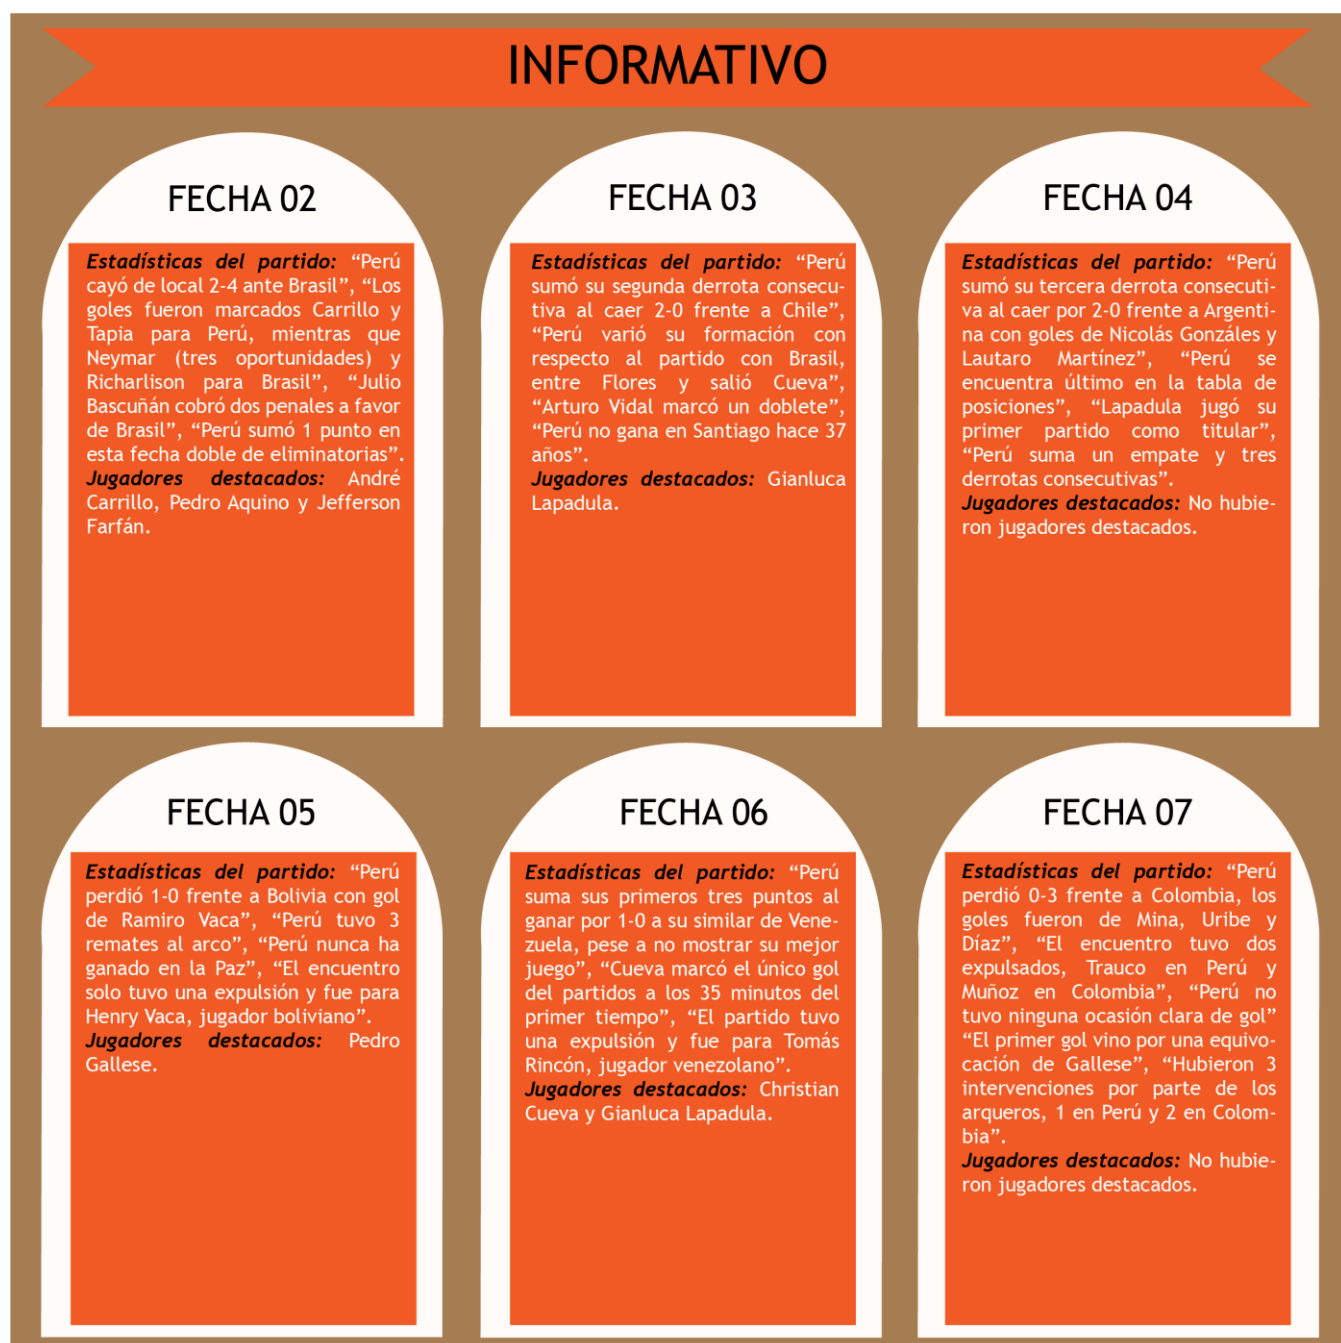 INFORMATIVO
FECHA 02
Estadísticas del partido: “Perú
cayó de local 2-4 ante Brasil”, “Los
goles fueron marcados Carrillo y
Tapia para Perú, mientras que
Neymar (tres oportunidades) y
Richarlison para Brasil”, “Julio
Bascuñán cobró dos penales a favor
de Brasil”, “Perú sumó 1 punto en
esta fecha doble de eliminatorias”.
Jugadores destacados: André
Carrillo, Pedro Aquino y Jefferson
Farfán.
FECHA 03
Estadísticas del partido: “Perú
sumó su segunda derrota consecu-
tiva al caer 2-0 frente a Chile”,
“Perú varió su formación con
respecto al partido con Brasil,
entre Flores y salió Cueva”,
“Arturo Vidal marcó un doblete”,
“Perú no gana en Santiago hace 37
años”.
Jugadores destacados: Gianluca
Lapadula.
FECHA 04
Estadísticas del partido: “Perú
sumó su tercera derrota consecuti-
va al caer por 2-0 frente a Argenti-
na con goles de Nicolás Gonzáles y
Lautaro Martínez”, “Perú se
encuentra último en la tabla de
posiciones”, “Lapadula jugó su
primer partido como titular”,
“Perú suma un empate y tres
derrotas consecutivas”.
Jugadores destacados: No hubie-
ron jugadores destacados.
FECHA 05
Estadísticas del partido: “Perú
perdió 1-0 frente a Bolivia con gol
de Ramiro Vaca”, “Perú tuvo 3
remates al arco”, “Perú nunca ha
ganado en la Paz”, “El encuentro
solo tuvo una expulsión y fue para
Henry Vaca, jugador boliviano”.
Jugadores destacados: Pedro
Gallese.
FECHA 06
Estadísticas del partido: “Perú
suma sus primeros tres puntos al
ganar por 1-0 a su similar de Vene-
zuela, pese a no mostrar su mejor
juego”, “Cueva marcó el único gol
del partidos a los 35 minutos del
primer tiempo”, “El partido tuvo
una expulsión y fue para Tomás
Rincón, jugador venezolano”.
Jugadores destacados: Christian
Cueva y Gianluca Lapadula.
FECHA 07
Estadísticas del partido: “Perú
perdió 0-3 frente a Colombia, los
goles fueron de Mina, Uribe y
Díaz”, “El encuentro tuvo dos
expulsados, Trauco en Perú y
Muñoz en Colombia”, “Perú no
tuvo ninguna ocasión clara de gol”
“El primer gol vino por una equivo-
cación de Gallese”, “Hubieron 3
intervenciones por parte de los
arqueros, 1 en Perú y 2 en Colom-
bia”.
Jugadores destacados: No hubie-
ron jugadores destacados.